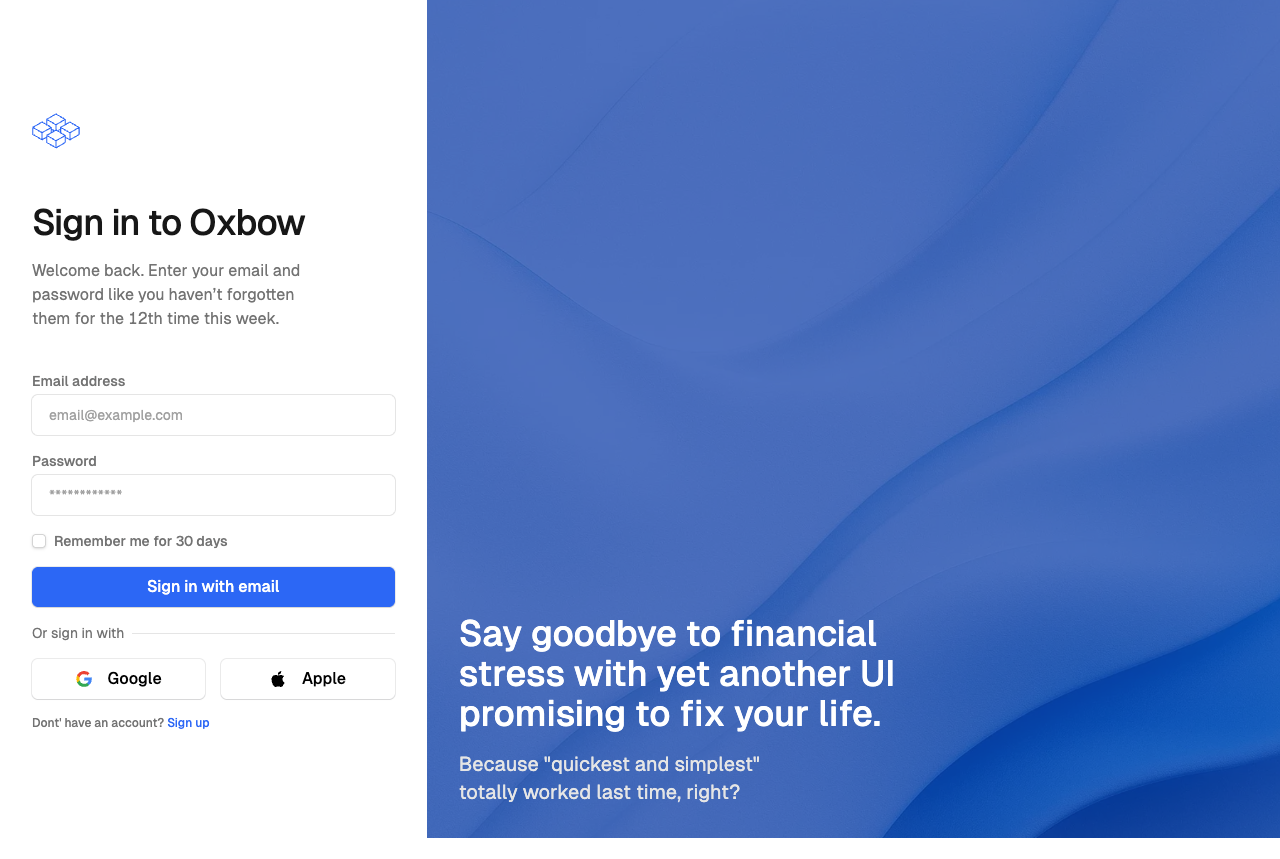 Sign in to Oxbow
Welcome back. Enter your email and
password like you haven’t forgotten
them for the 12th time this week.
Email address
email@example.com
Password
************
Remember me for 30 days
Sign in with email
Or sign in with
Google
Apple
Dont' have an account? Sign up
Say goodbye to financial
stress with yet another UI
promising to fix your life.
Because "quickest and simplest"
totally worked last time, right?